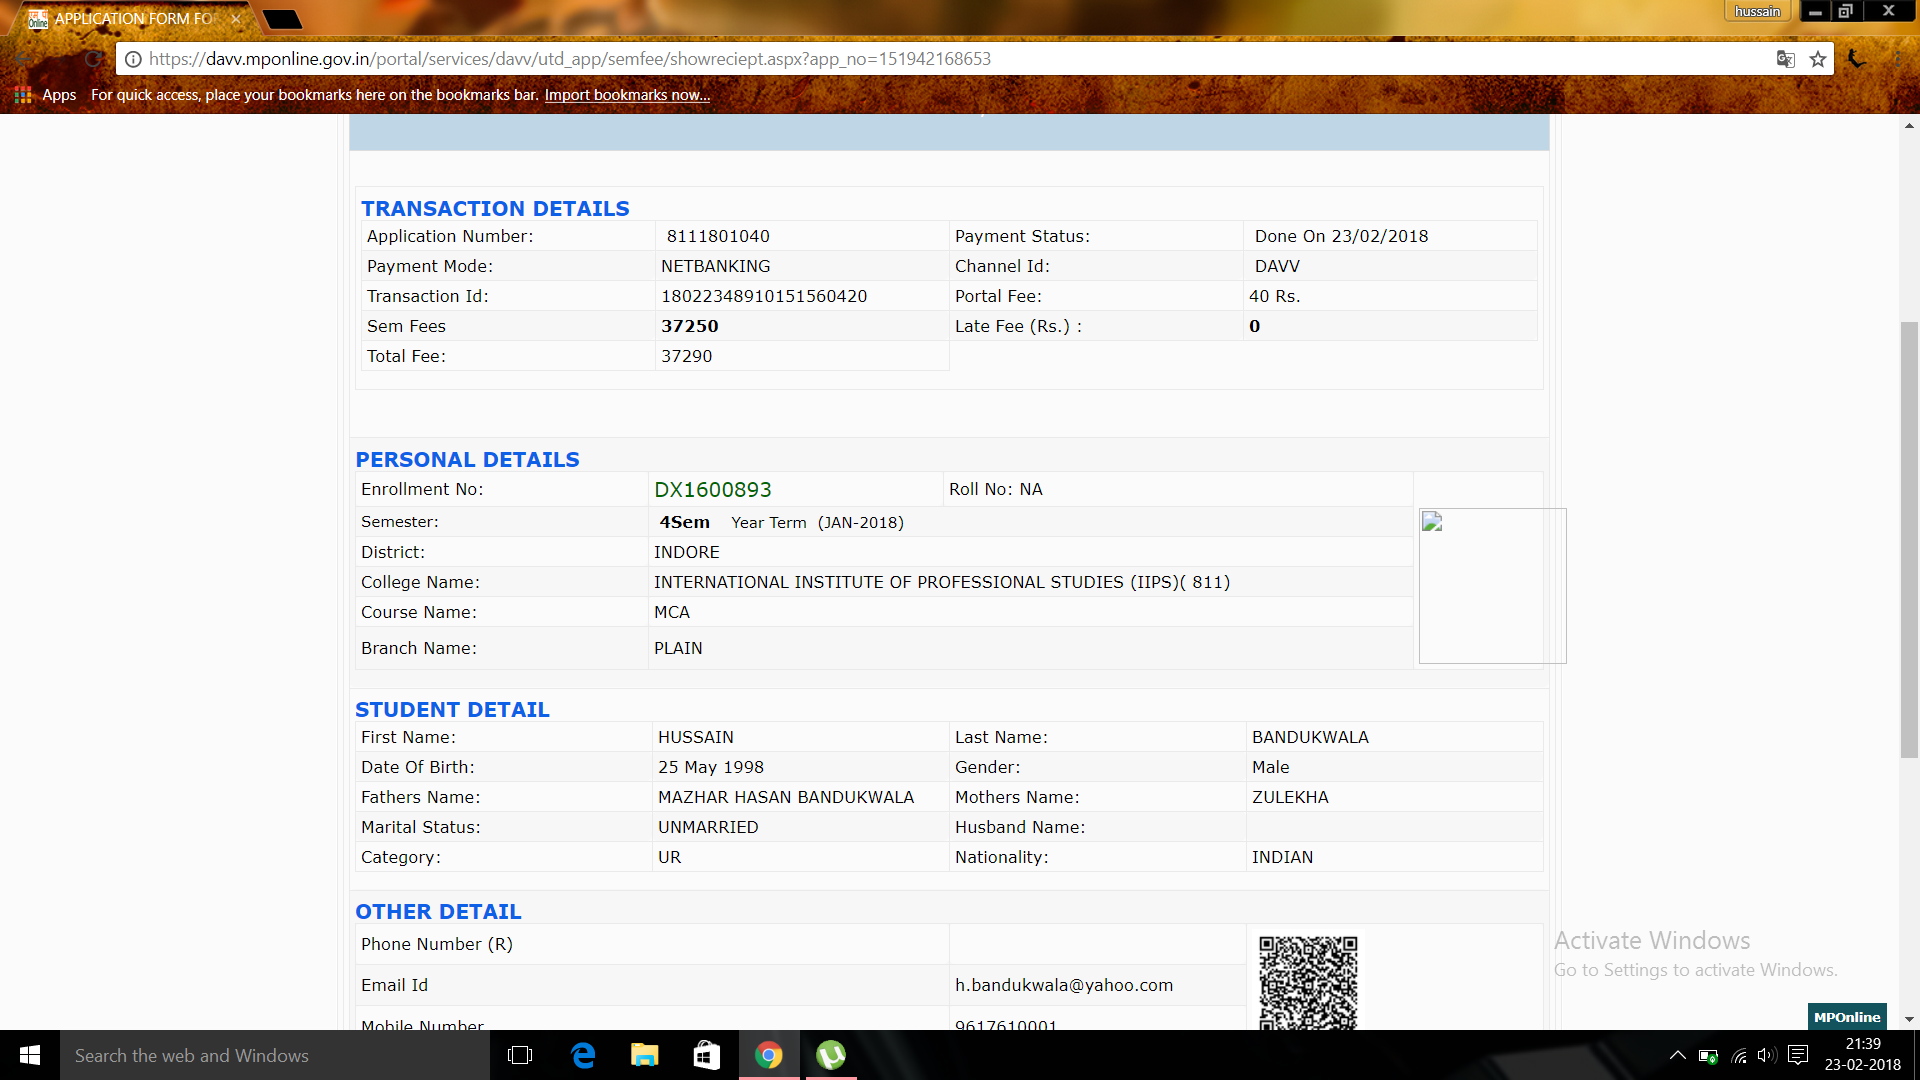 APPLICATION FORM FO
hussain
https://davv.mponline.gov.in/portal/services/davv/utd_app/semfee/showreciept.aspx?app_no=151942168653
Apps For quick access, place your bookmarks here on the bookmarks bar. Import bookmarks now...
TRANSACTION DETAILS
Application Number: 8111801040 Payment Status: Done On 23/02/2018
Payment Mode: NETBANKING Channel Id: DAVV
Transaction Id: 18022348910151560420 Portal Fee: 40 Rs.
Sem Fees 37250 Late Fee (Rs.) : 0
Total Fee: 37290
PERSONAL DETAILS
Enrollment No: DX1600893 Roll No: NA
Semester: 4Sem Year Term (JAN-2018)
District: INDORE
College Name: INTERNATIONAL INSTITUTE OF PROFESSIONAL STUDIES (IIPS)( 811)
Course Name: MCA
Branch Name: PLAIN
STUDENT DETAIL
First Name: HUSSAIN Last Name: BANDUKWALA
Date Of Birth: 25 May 1998 Gender: Male
Fathers Name: MAZHAR HASAN BANDUKWALA Mothers Name: ZULEKHA
Marital Status: UNMARRIED Husband Name:
Category: UR Nationality: INDIAN
OTHER DETAIL
Phone Number (R)
Email Id h.bandukwala@yahoo.com
Mobile Number 9617610001
Activate Windows
Go to Settings to activate Windows.
MPOnline
Search the web and Windows
21:39
23-02-2018